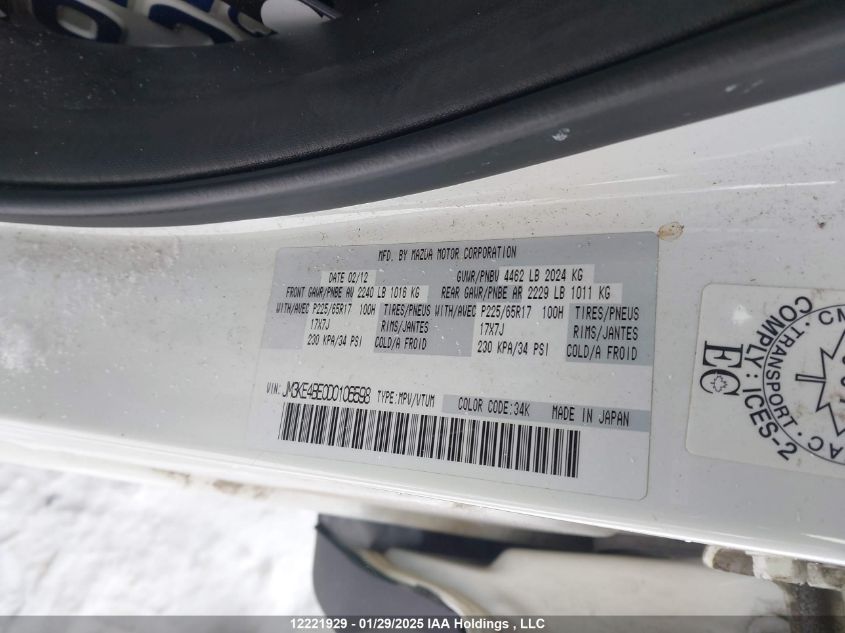 MFD. BY MAZDA MOTOR CORPORATION
DATE 02/12 GVWR/PNBV 4462 LB 2024 KG
FRONT GAWR/PNBE AV 2240 LB 1016 KG REAR GAWR/PNBE AR 2229 LB 1011 KG
WITH/AVEC P225/65R17 100H TIRES/PNEUS WITH/AVEC P225/65R17 100H TIRES/PNEUS
17X7J RIMS/JANTES 17X7J RIMS/JANTES
230 KPA/34 PSI COLD/A FROID 230 KPA/34 PSI COLD/A FROID
VIN: JM3KE4BE0D0106598 TYPE:MPV/VTUM COLOR CODE:34K MADE IN JAPAN
TRANSPORT
COMPLY: ICES-2
EC
12221929 - 01/29/2025 IAA Holdings , LLC